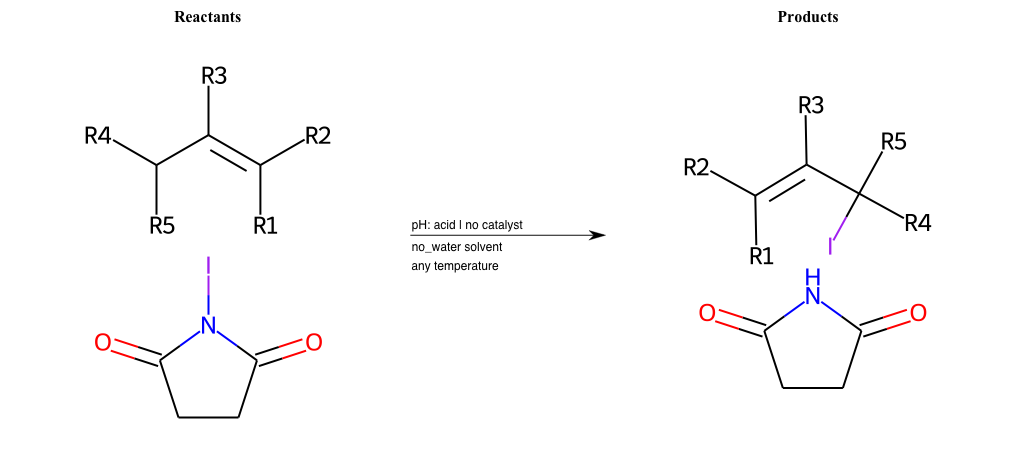 Reactants
Products
R3
R4
R2
R5
R1
I
N
O
O
pH: acid | no catalyst
no_water solvent
any temperature
R3
R5
R2
R4
R1
I
H
N
O
O